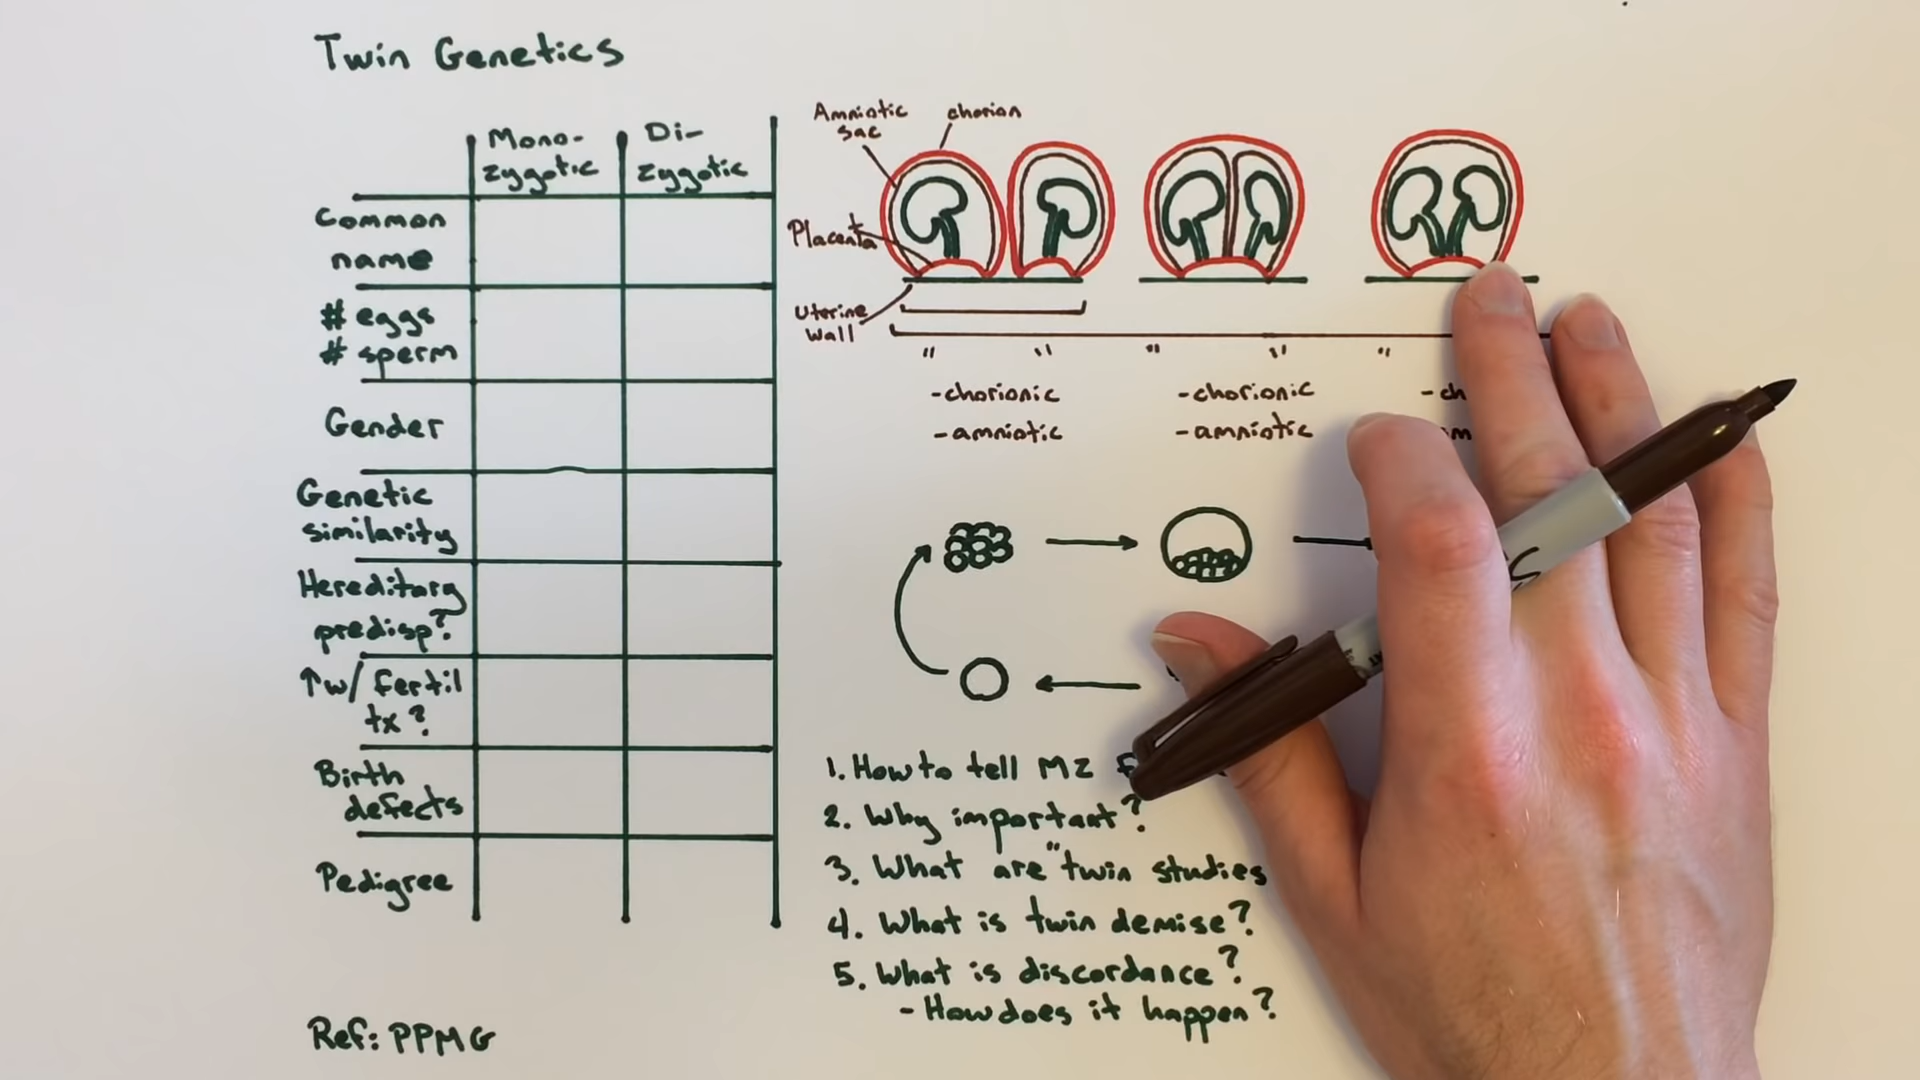 Twin Genetics
Mono-
zygotic
Di-
zygotic
Common
name
# eggs
# sperm
Gender
Genetic
similarity
Hereditary
predisp?
↑w/ fertil
tx?
Birth
defects
Pedigree
Ref: PPMG
Amniotic
sac
chorion
Placenta
Uterine
wall
" " " " "
-chorionic -chorionic -ch
-amniotic -amniotic
1. How to tell MZ
2. Why important?
3. What are "twin studies
4. What is twin demise?
5. What is discordance?
- How does it happen?